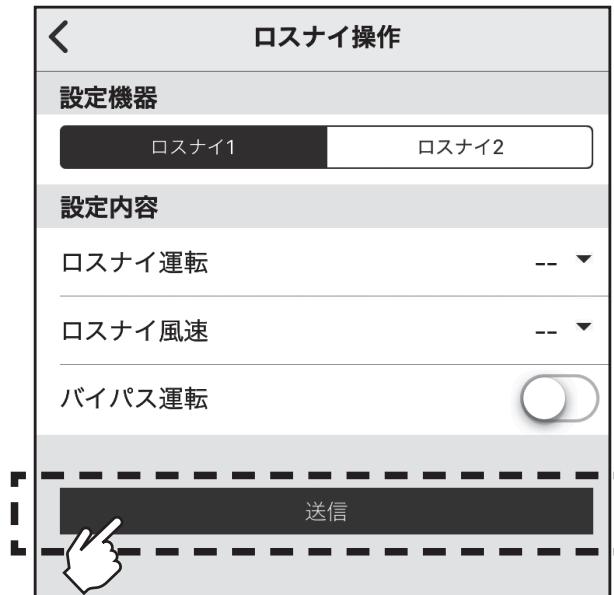 ロスナイ操作
設定機器
ロスナイ1 ロスナイ2
設定内容
ロスナイ運転 --
ロスナイ風速 --
バイパス運転
送信